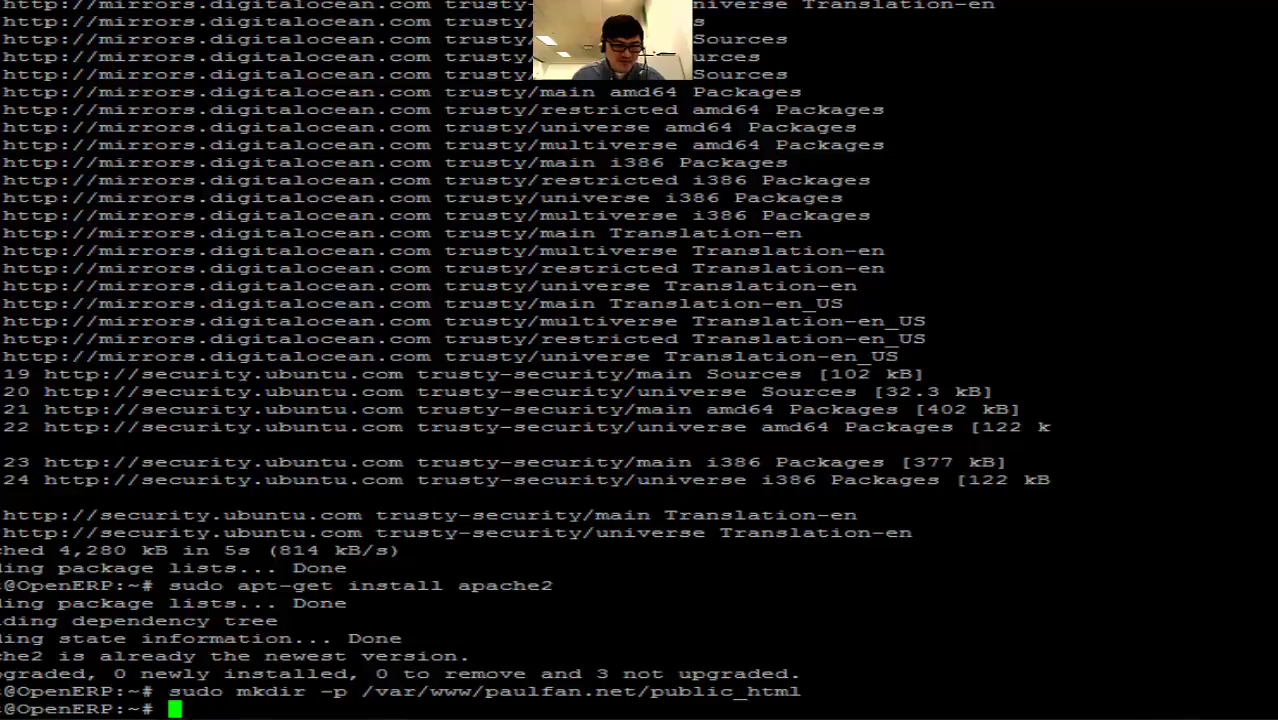 http://mirrors.digitalocean.com trusty- niverse Translation-en
http://mirrors.digitalocean.com trust s
http://mirrors.digitalocean.com trust Sources
http://mirrors.digitalocean.com trust urces
http://mirrors.digitalocean.com trust Sources
http://mirrors.digitalocean.com trusty/main amd64 Packages
http://mirrors.digitalocean.com trusty/restricted amd64 Packages
http://mirrors.digitalocean.com trusty/universe amd64 Packages
http://mirrors.digitalocean.com trusty/multiverse amd64 Packages
http://mirrors.digitalocean.com trusty/main i386 Packages
http://mirrors.digitalocean.com trusty/restricted i386 Packages
http://mirrors.digitalocean.com trusty/universe i386 Packages
http://mirrors.digitalocean.com trusty/multiverse i386 Packages
http://mirrors.digitalocean.com trusty/main Translation-en
http://mirrors.digitalocean.com trusty/multiverse Translation-en
http://mirrors.digitalocean.com trusty/restricted Translation-en
http://mirrors.digitalocean.com trusty/universe Translation-en
http://mirrors.digitalocean.com trusty/main Translation-en_US
http://mirrors.digitalocean.com trusty/multiverse Translation-en_US
http://mirrors.digitalocean.com trusty/restricted Translation-en_US
http://mirrors.digitalocean.com trusty/universe Translation-en_US
19 http://security.ubuntu.com trusty-security/main Sources [102 kB]
20 http://security.ubuntu.com trusty-security/universe Sources [32.3 kB]
21 http://security.ubuntu.com trusty-security/main amd64 Packages [402 kB]
22 http://security.ubuntu.com trusty-security/universe amd64 Packages [122 k
23 http://security.ubuntu.com trusty-security/main i386 Packages [377 kB]
24 http://security.ubuntu.com trusty-security/universe i386 Packages [122 kB
http://security.ubuntu.com trusty-security/main Translation-en
http://security.ubuntu.com trusty-security/universe Translation-en
ched 4,280 kB in 5s (814 kB/s)
ding package lists... Done
@OpenERP:~# sudo apt-get install apache2
ding package lists... Done
lding dependency tree
ding state information... Done
che2 is already the newest version.
pgraded, 0 newly installed, 0 to remove and 3 not upgraded.
@OpenERP:~# sudo mkdir -p /var/www/paulfan.net/public_html
@OpenERP:~#